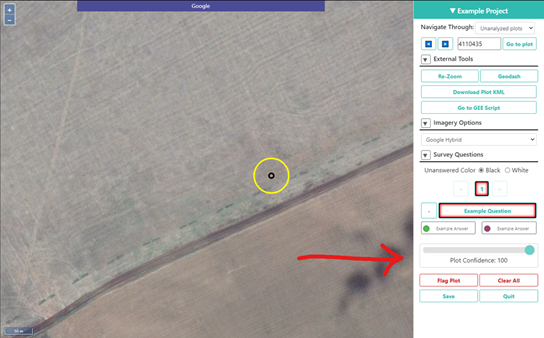 +
-
Google
▼ Example Project
Navigate Through: Unanalyzed plots
4110435 Go to plot
External Tools
Re-Zoom Geodash
Download Plot KML
Go to GEE Script
Imagery Options
Google Hybrid
Survey Questions
Unanswered Color Black White
1
- Example Question
Example Answer Example Answer
Plot Confidence: 100
Flag Plot Clear All
Save Quit